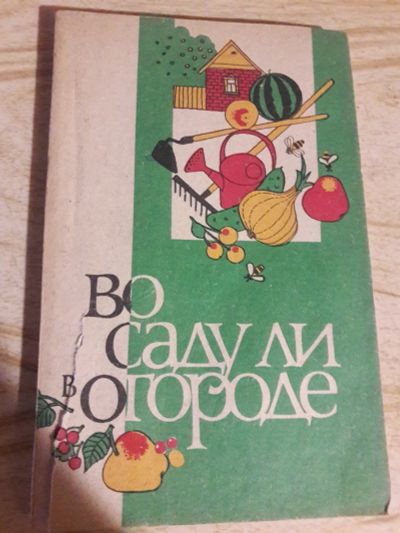 Во
саду ли
в огороде